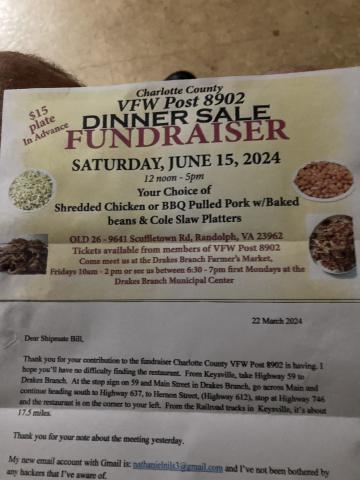 Charlotte County
VFW Post 8902
DINNER SALE
FUNDRAISER
$15
plate
In Advance
SATURDAY, JUNE 15, 2024
12 noon - 5pm
Your Choice of
Shredded Chicken or BBQ Pulled Pork w/Baked
beans & Cole Slaw Platters
OLD 26 - 9641 Scuffletown Rd, Randolph, VA 23962
Tickets available from members of VFW Post 8902
Come meet us at the Drakes Branch Farmer's Market,
Fridays 10am - 2 pm or see us between 6:30 - 7pm first Mondays at the
Drakes Branch Municipal Center
22 March 2024
Dear Shipmate Bill,
Thank you for your contribution to the fundraiser Charlotte County VFW Post 8902 is having. I
hope you'll have no difficulty finding the restaurant. From Keysville, take Highway 59 to
Drakes Branch. At the stop sign on 59 and Main Street in Drakes Branch, go across Main and
continue heading south to Highway 637, to Hernon Street, (Highway 612), stop at Highway 746
and the restaurant is on the corner to your left. From the Railroad tracks in Keysville, it's about
17.5 miles.
Thank you for your note about the meeting yesterday.
My new email account with Gmail is: nathanielnils3@gmail.com and I've not been bothered by
any hackers that I've aware of.